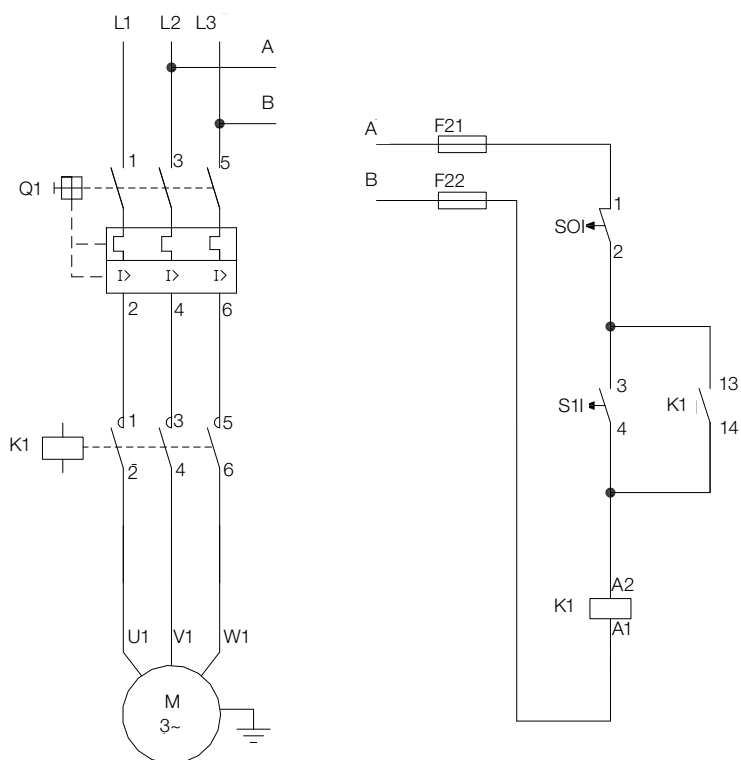 L1 L2 L3
A
B
1 3 5
Q1
I> I> I>
2 4 6
1 3 5
K1
2 4 6
U1 V1 W1
M
3~
A F21
B F22
1
SOI
2
3 13
S1I K1
4 14
A2
K1
A1